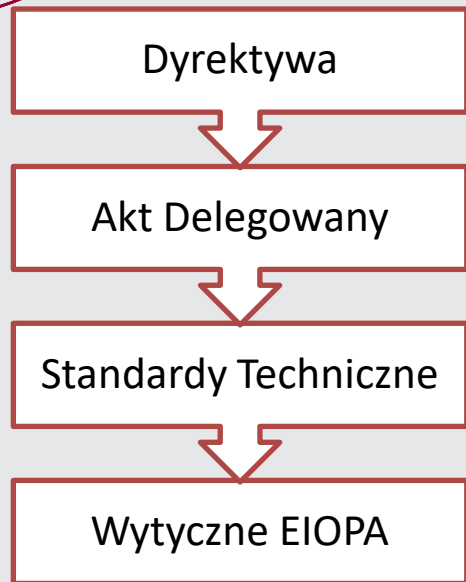 Dyrektywa
Akt Delegowany
Standardy Techniczne
Wytyczne EIOPA